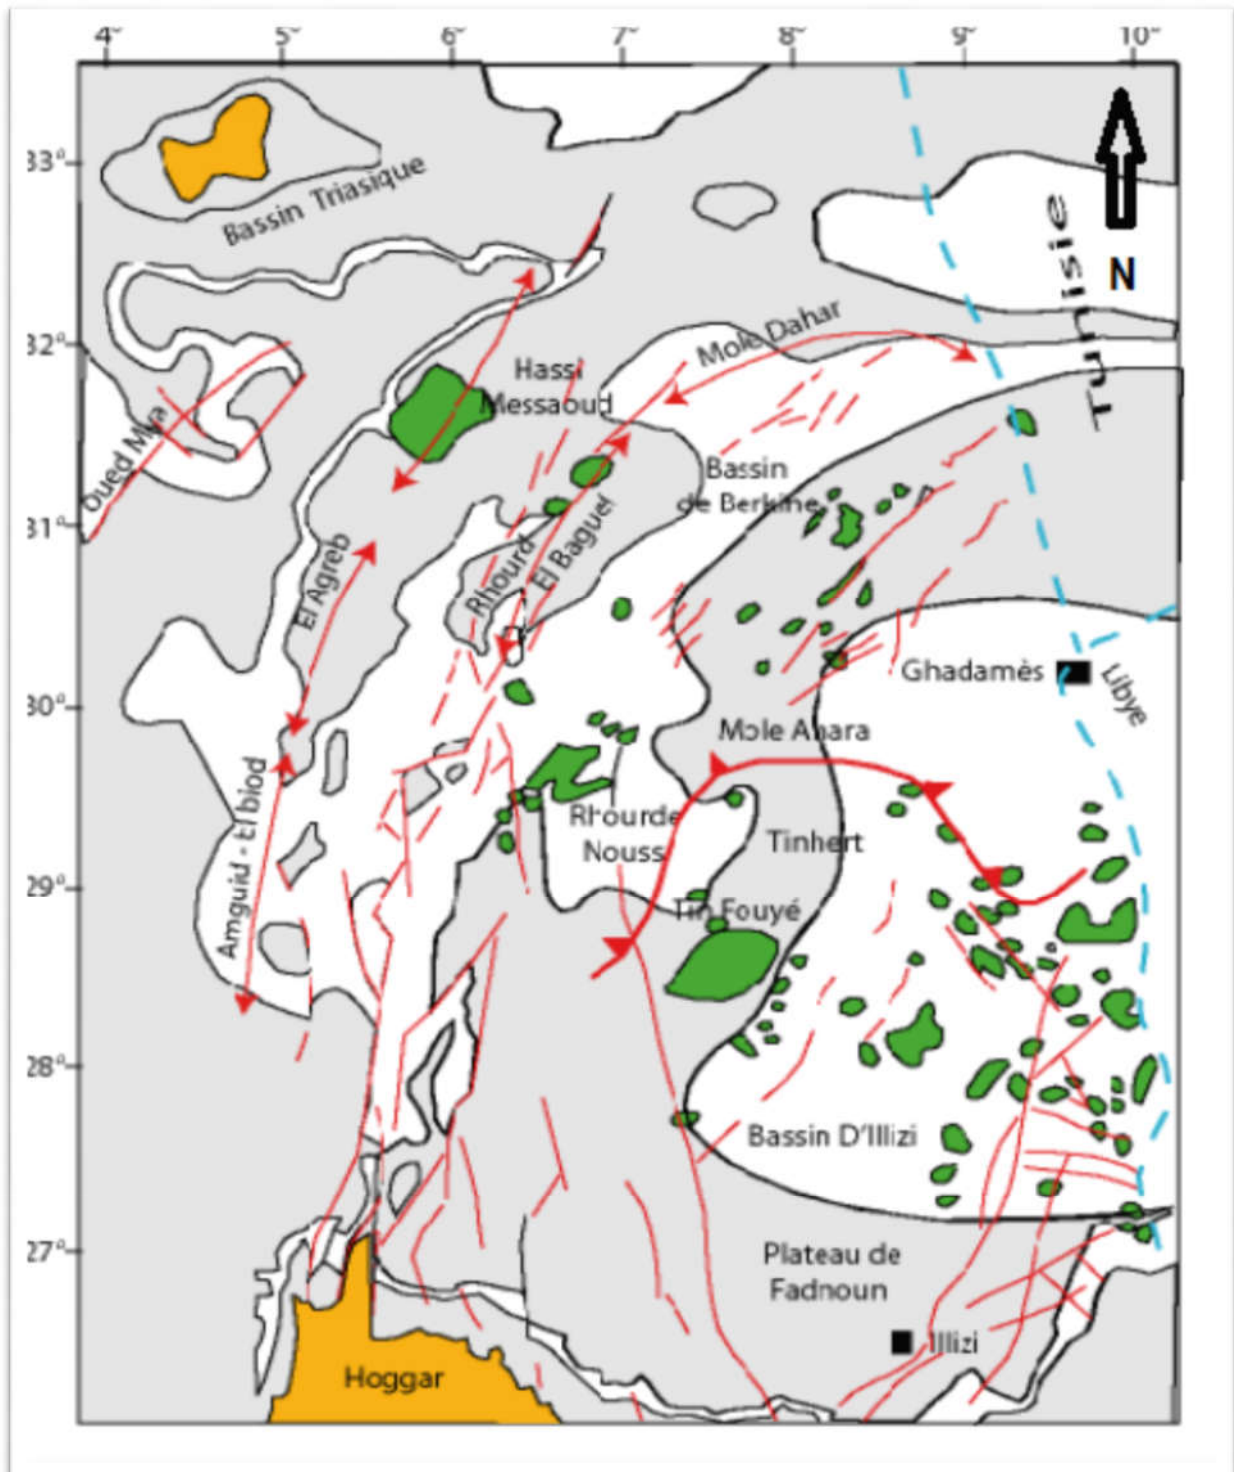 4°
5°
6°
7°
8°
9°
10°
33°
32°
31°
30°
29°
28°
27°
Bassin Triasique
N
Tunisie
Mole Dahar
Hassi
Messaoud
Oued Mya
Bassin
de Berkine
El Agreb
Rhourd
El Baguel
Ghadamès
Libye
Mole Ahara
Amguid - El biod
Rhourde
Nouss
Tinhert
Tin Fouyé
Bassin D'Illizi
Plateau de
Fadnoun
Illizi
Hoggar